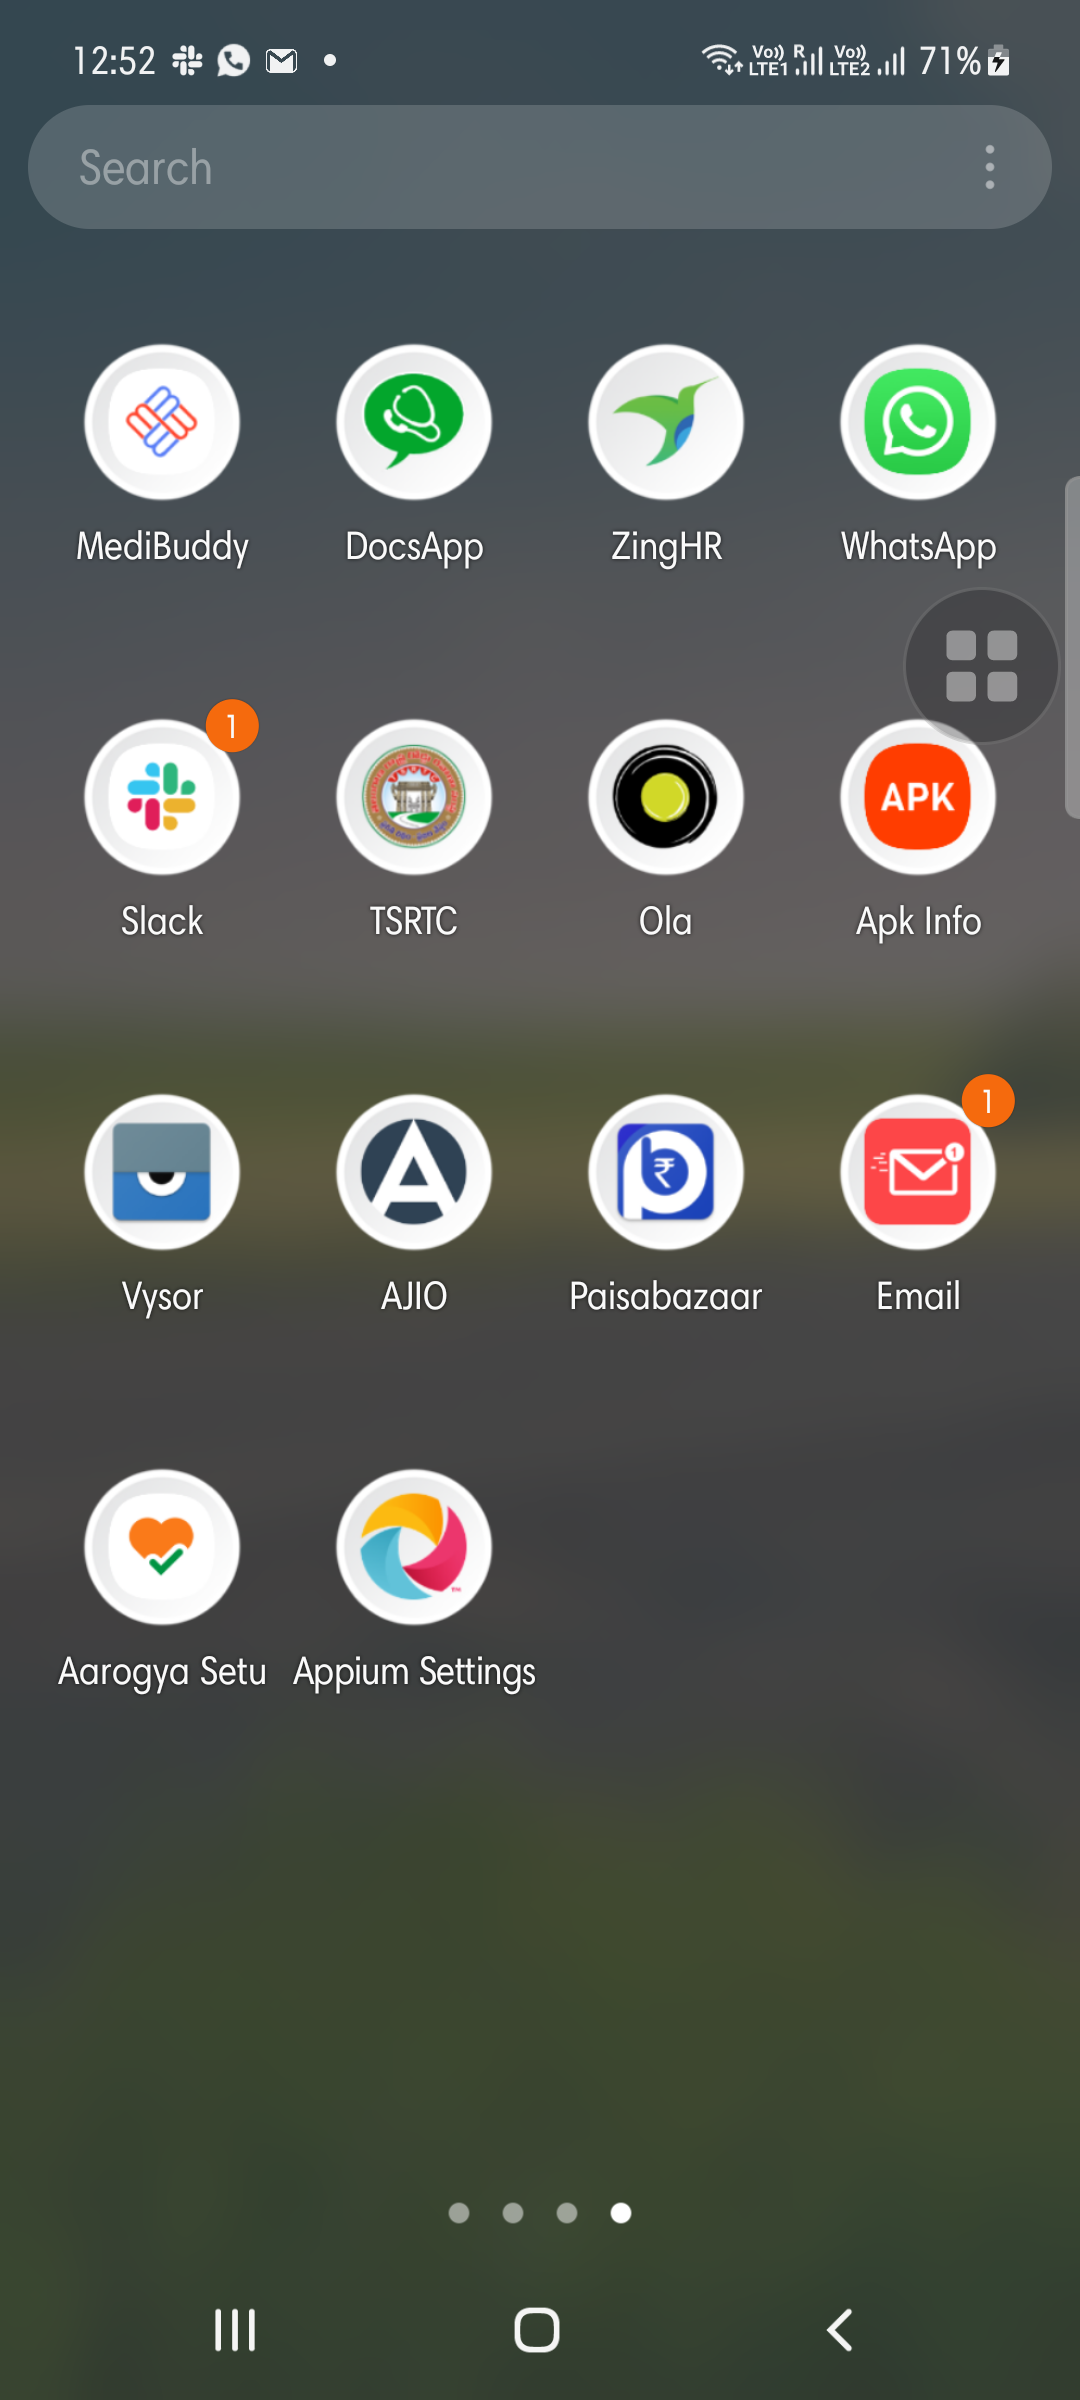 12:52 Vo)) R Vo)) 71%
LTE1 LTE2
Search
MediBuddy DocsApp ZingHR WhatsApp
1
APK
Slack TSRTC Ola Apk Info
1
₹ 1
Vysor AJIO Paisabazaar Email
Aarogya Setu Appium Settings